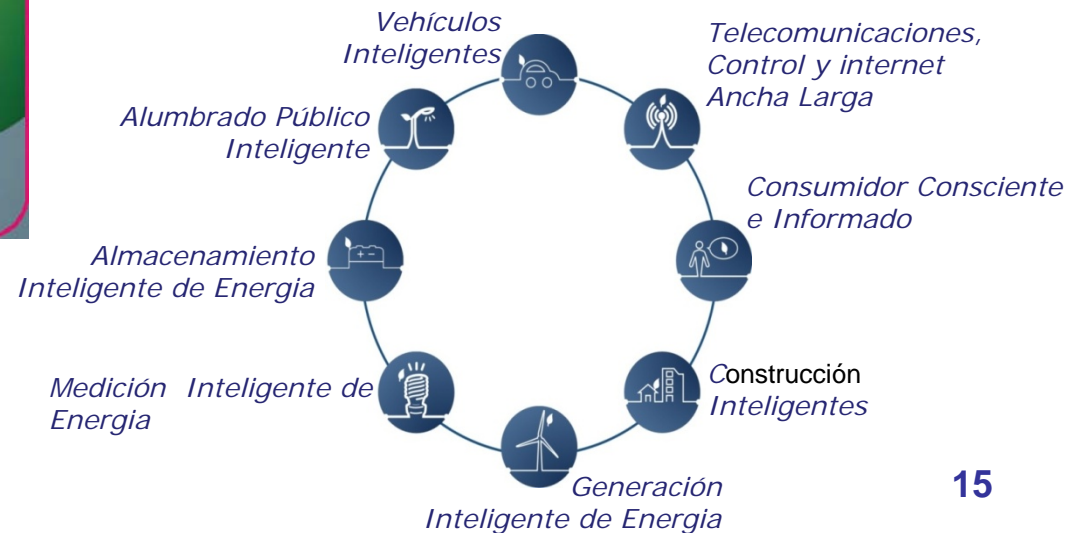 Vehículos
Inteligentes
Telecomunicaciones,
Control y internet
Ancha Larga
Alumbrado Público
Inteligente
Consumidor Consciente
e Informado
Almacenamiento
Inteligente de Energia
+ -
Construcción
Inteligentes
Medición Inteligente de
Energia
Generación
Inteligente de Energia
15